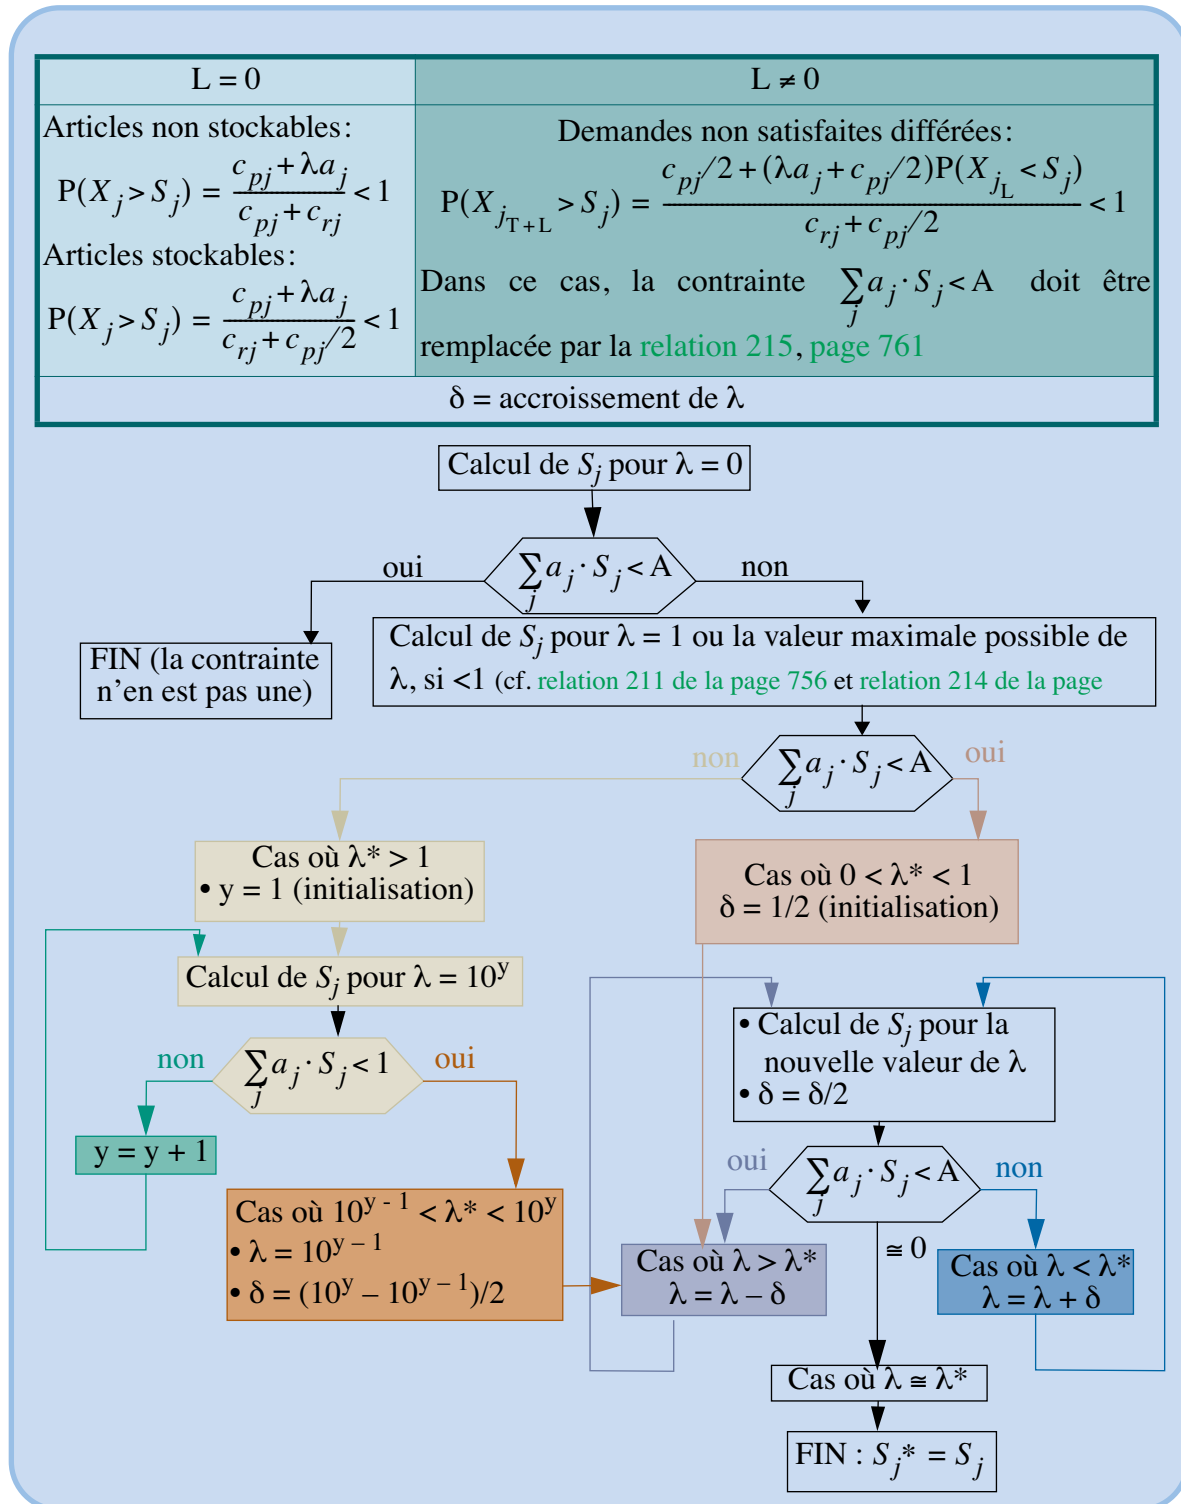 L = 0
L ≠ 0
Articles non stockables:
P(X_j > S_j) = (c_pj + λa_j)/(c_pj + c_rj) < 1
Articles stockables:
P(X_j > S_j) = (c_pj + λa_j)/(c_rj + c_pj/2) < 1
Demandes non satisfaites différées:
P(X_j_T+L > S_j) = (c_pj/2 + (λa_j + c_pj/2)P(X_j_L < S_j))/(c_rj + c_pj/2) < 1
Dans ce cas, la contrainte ∑_j a_j · S_j < A doit être
remplacée par la relation 215, page 761
δ = accroissement de λ
Calcul de S_j pour λ = 0
∑_j a_j · S_j < A
oui
non
FIN (la contrainte
n’en est pas une)
Calcul de S_j pour λ = 1 ou la valeur maximale possible de
λ, si <1 (cf. relation 211 de la page 756 et relation 214 de la page
∑_j a_j · S_j < A
non
oui
Cas où λ* > 1
• y = 1 (initialisation)
Cas où 0 < λ* < 1
δ = 1/2 (initialisation)
Calcul de S_j pour λ = 10^y
∑_j a_j · S_j < 1
non
oui
y = y + 1
Cas où 10^(y - 1) < λ* < 10^y
• λ = 10^(y – 1)
• δ = (10^y – 10^(y – 1))/2
• Calcul de S_j pour la
nouvelle valeur de λ
• δ = δ/2
∑_j a_j · S_j < A
oui
non
≅ 0
Cas où λ > λ*
λ = λ – δ
Cas où λ < λ*
λ = λ + δ
Cas où λ ≅ λ*
FIN : S_j* = S_j